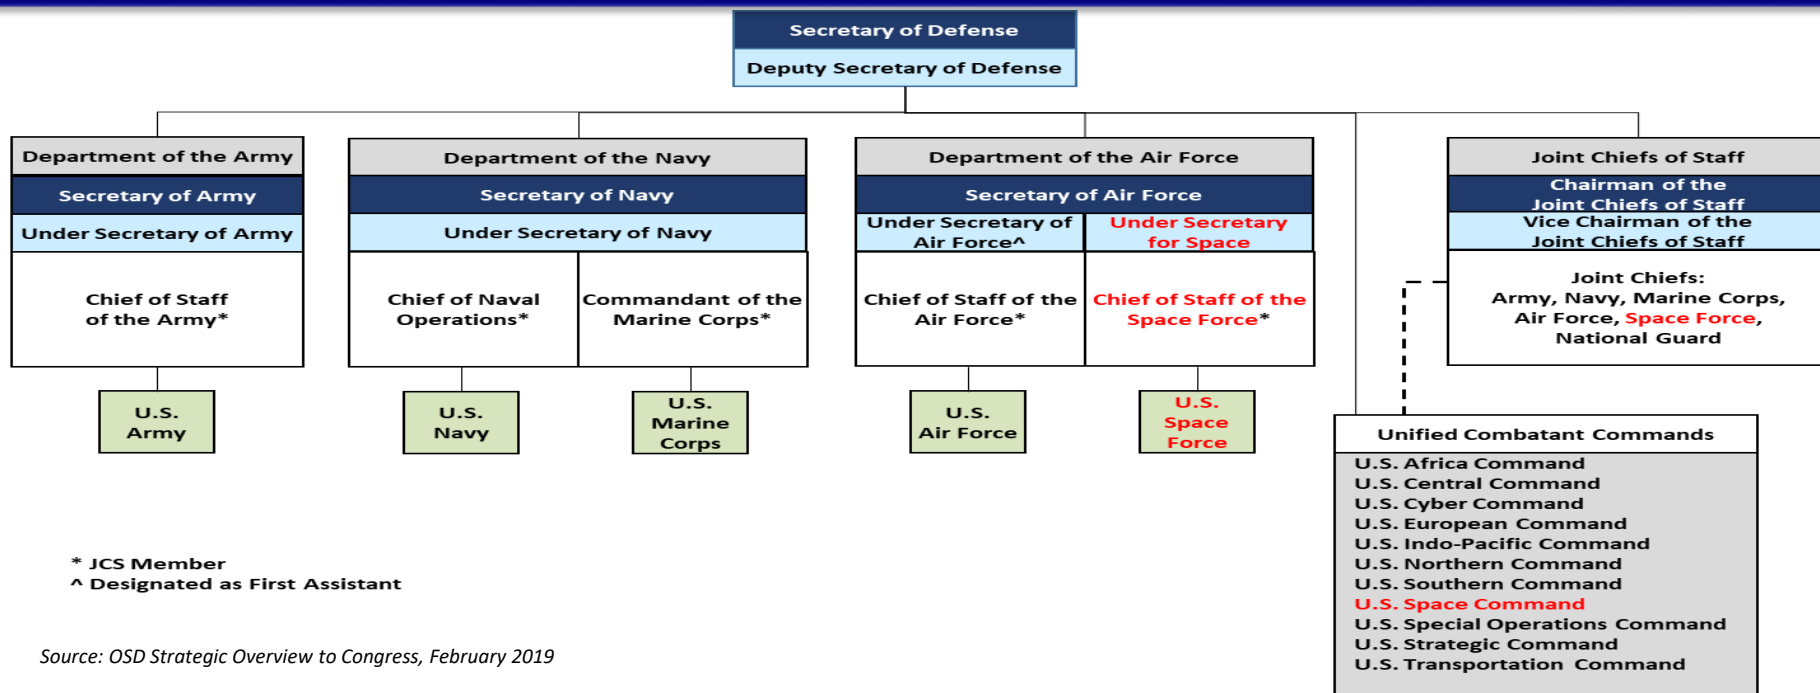 Secretary of Defense
Deputy Secretary of Defense
Department of the Army
Secretary of Army
Under Secretary of Army
Chief of Staff
of the Army*
U.S.
Army
Department of the Navy
Secretary of Navy
Under Secretary of Navy
Chief of Naval
Operations*
Commandant of the
Marine Corps*
U.S.
Navy
U.S.
Marine
Corps
Department of the Air Force
Secretary of Air Force
Under Secretary of
Air Force^
Under Secretary
for Space
Chief of Staff of the
Air Force*
Chief of Staff of the
Space Force*
U.S.
Air Force
U.S.
Space
Force
Joint Chiefs of Staff
Chairman of the
Joint Chiefs of Staff
Vice Chairman of the
Joint Chiefs of Staff
Joint Chiefs:
Army, Navy, Marine Corps,
Air Force, Space Force,
National Guard
Unified Combatant Commands
U.S. Africa Command
U.S. Central Command
U.S. Cyber Command
U.S. European Command
U.S. Indo-Pacific Command
U.S. Northern Command
U.S. Southern Command
U.S. Space Command
U.S. Special Operations Command
U.S. Strategic Command
U.S. Transportation Command
* JCS Member
^ Designated as First Assistant
Source: OSD Strategic Overview to Congress, February 2019